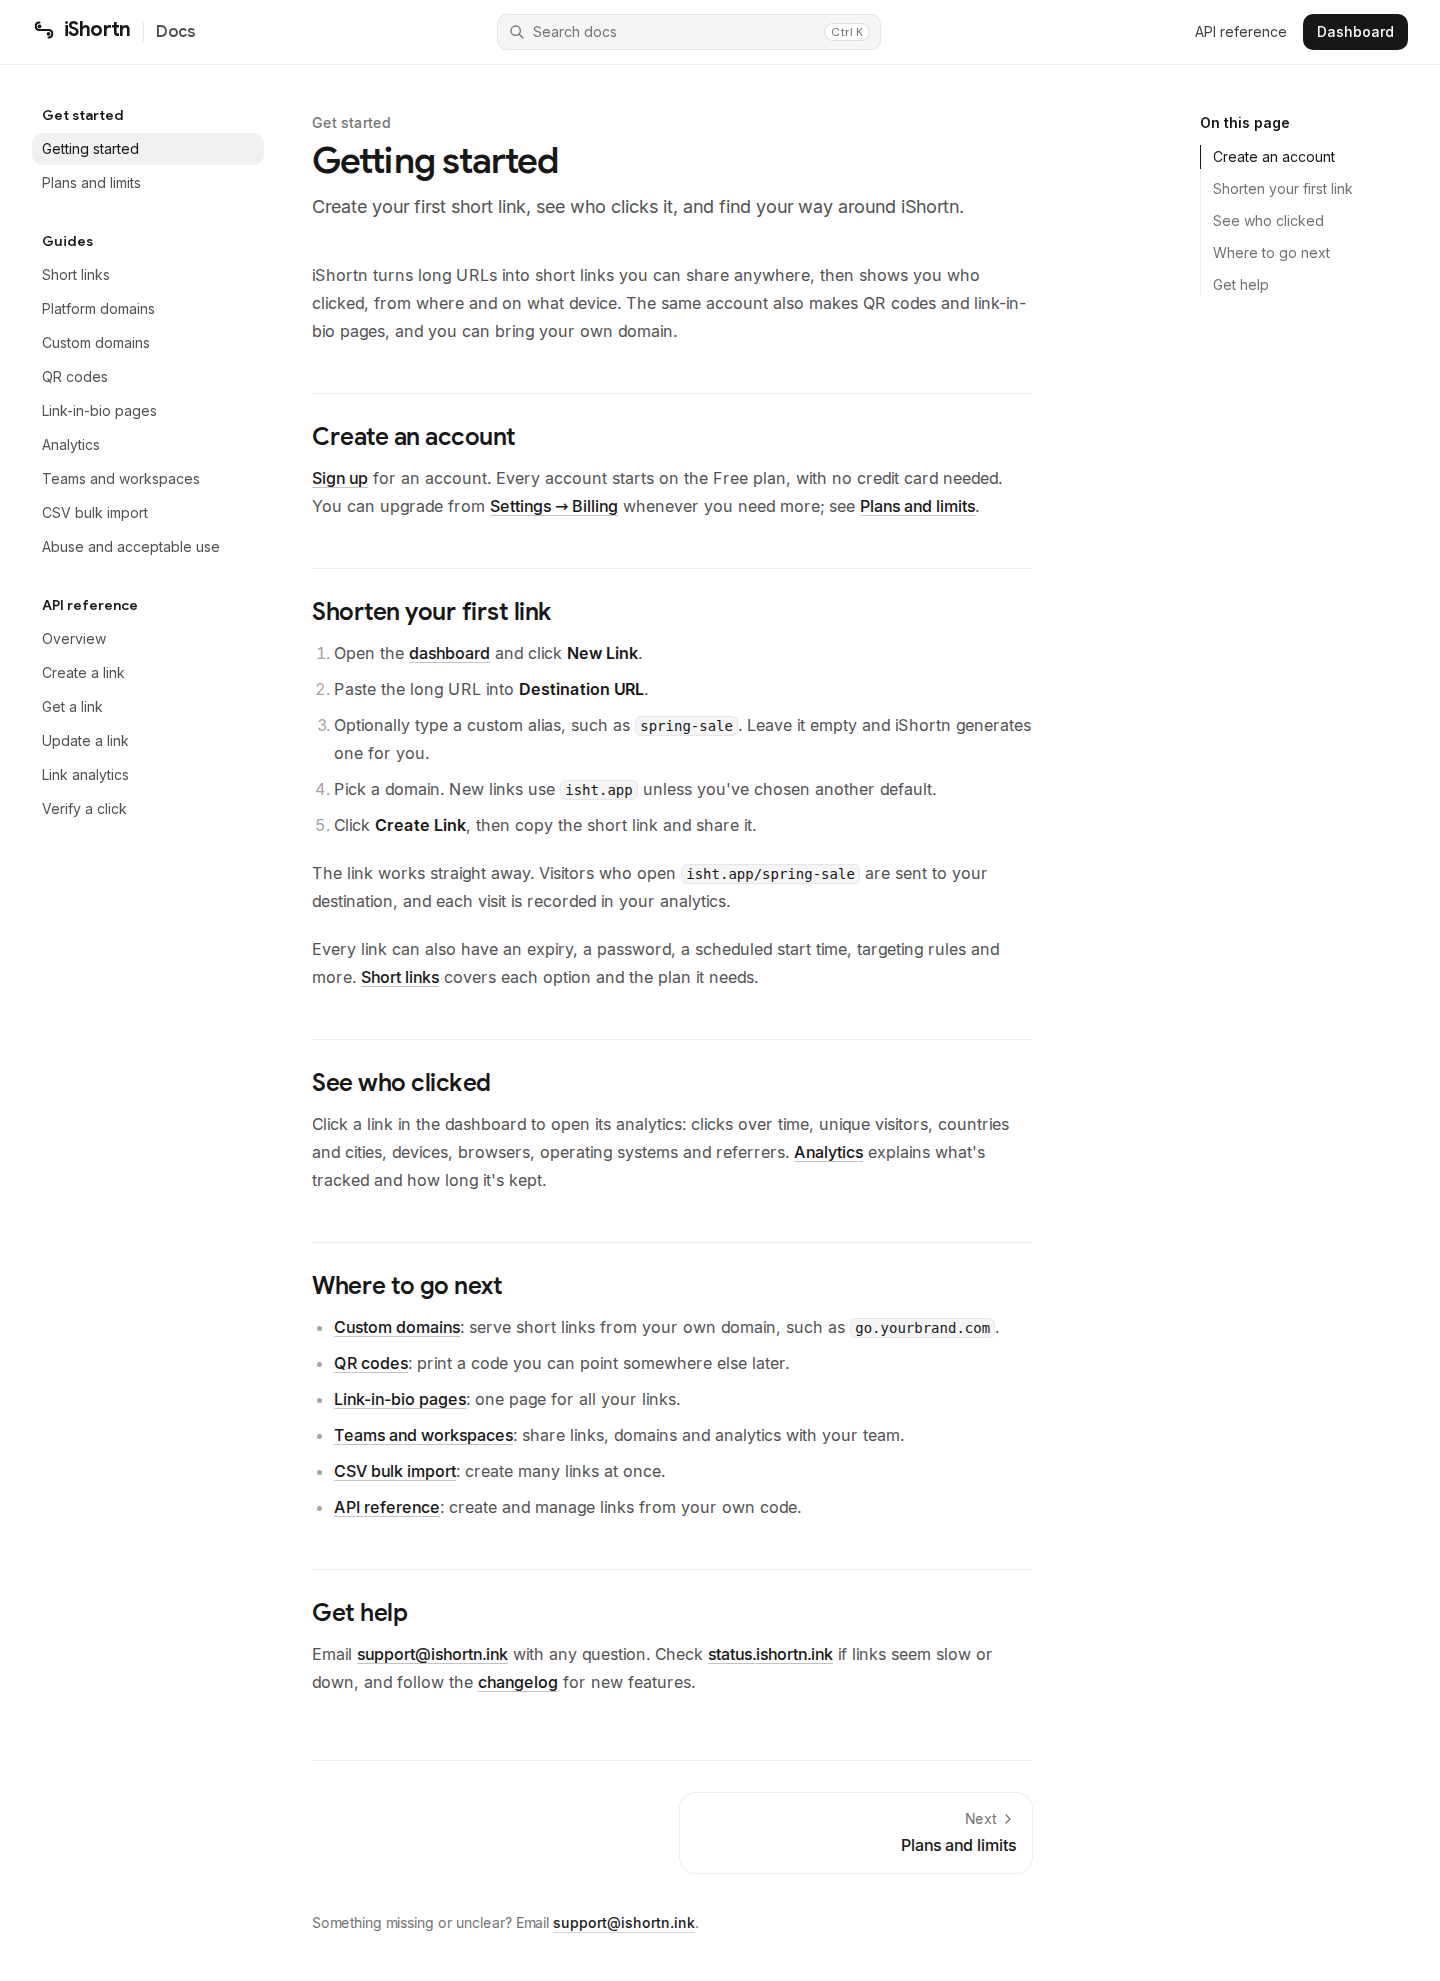 iShortn
Docs
Search docs
Ctrl K
API reference
Dashboard
Get started
Getting started
Plans and limits
Guides
Short links
Platform domains
Custom domains
QR codes
Link-in-bio pages
Analytics
Teams and workspaces
CSV bulk import
Abuse and acceptable use
API reference
Overview
Create a link
Get a link
Update a link
Link analytics
Verify a click
Get started
Getting started
Create your first short link, see who clicks it, and find your way around iShortn.
iShortn turns long URLs into short links you can share anywhere, then shows you who
clicked, from where and on what device. The same account also makes QR codes and link-in-
bio pages, and you can bring your own domain.
Create an account
Sign up for an account. Every account starts on the Free plan, with no credit card needed.
You can upgrade from Settings → Billing whenever you need more; see Plans and limits.
Shorten your first link
1. Open the dashboard and click New Link.
2. Paste the long URL into Destination URL.
3. Optionally type a custom alias, such as spring-sale. Leave it empty and iShortn generates
one for you.
4. Pick a domain. New links use isht.app unless you've chosen another default.
5. Click Create Link, then copy the short link and share it.
The link works straight away. Visitors who open isht.app/spring-sale are sent to your
destination, and each visit is recorded in your analytics.
Every link can also have an expiry, a password, a scheduled start time, targeting rules and
more. Short links covers each option and the plan it needs.
See who clicked
Click a link in the dashboard to open its analytics: clicks over time, unique visitors, countries
and cities, devices, browsers, operating systems and referrers. Analytics explains what's
tracked and how long it's kept.
Where to go next
• Custom domains: serve short links from your own domain, such as go.yourbrand.com.
• QR codes: print a code you can point somewhere else later.
• Link-in-bio pages: one page for all your links.
• Teams and workspaces: share links, domains and analytics with your team.
• CSV bulk import: create many links at once.
• API reference: create and manage links from your own code.
Get help
Email support@ishortn.ink with any question. Check status.ishortn.ink if links seem slow or
down, and follow the changelog for new features.
Next
Plans and limits
Something missing or unclear? Email support@ishortn.ink.
On this page
Create an account
Shorten your first link
See who clicked
Where to go next
Get help